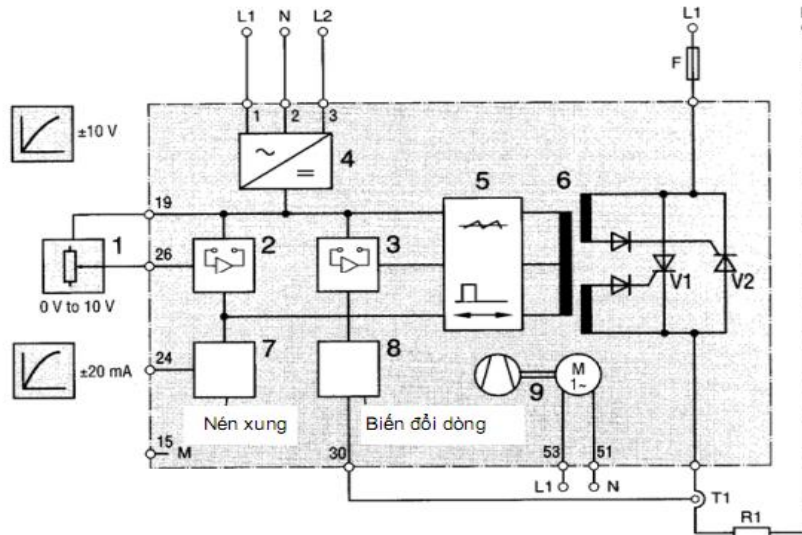 L1 N L2 L1
F
1 2 3
±10 V
4
19 5 6
1 26 2 3
V1 V2
0 V to 10 V
24 7 8
±20 mA
M
1~
9
Nén xung Biến đổi dòng
15 M 30 53 51
L1 N T1
R1